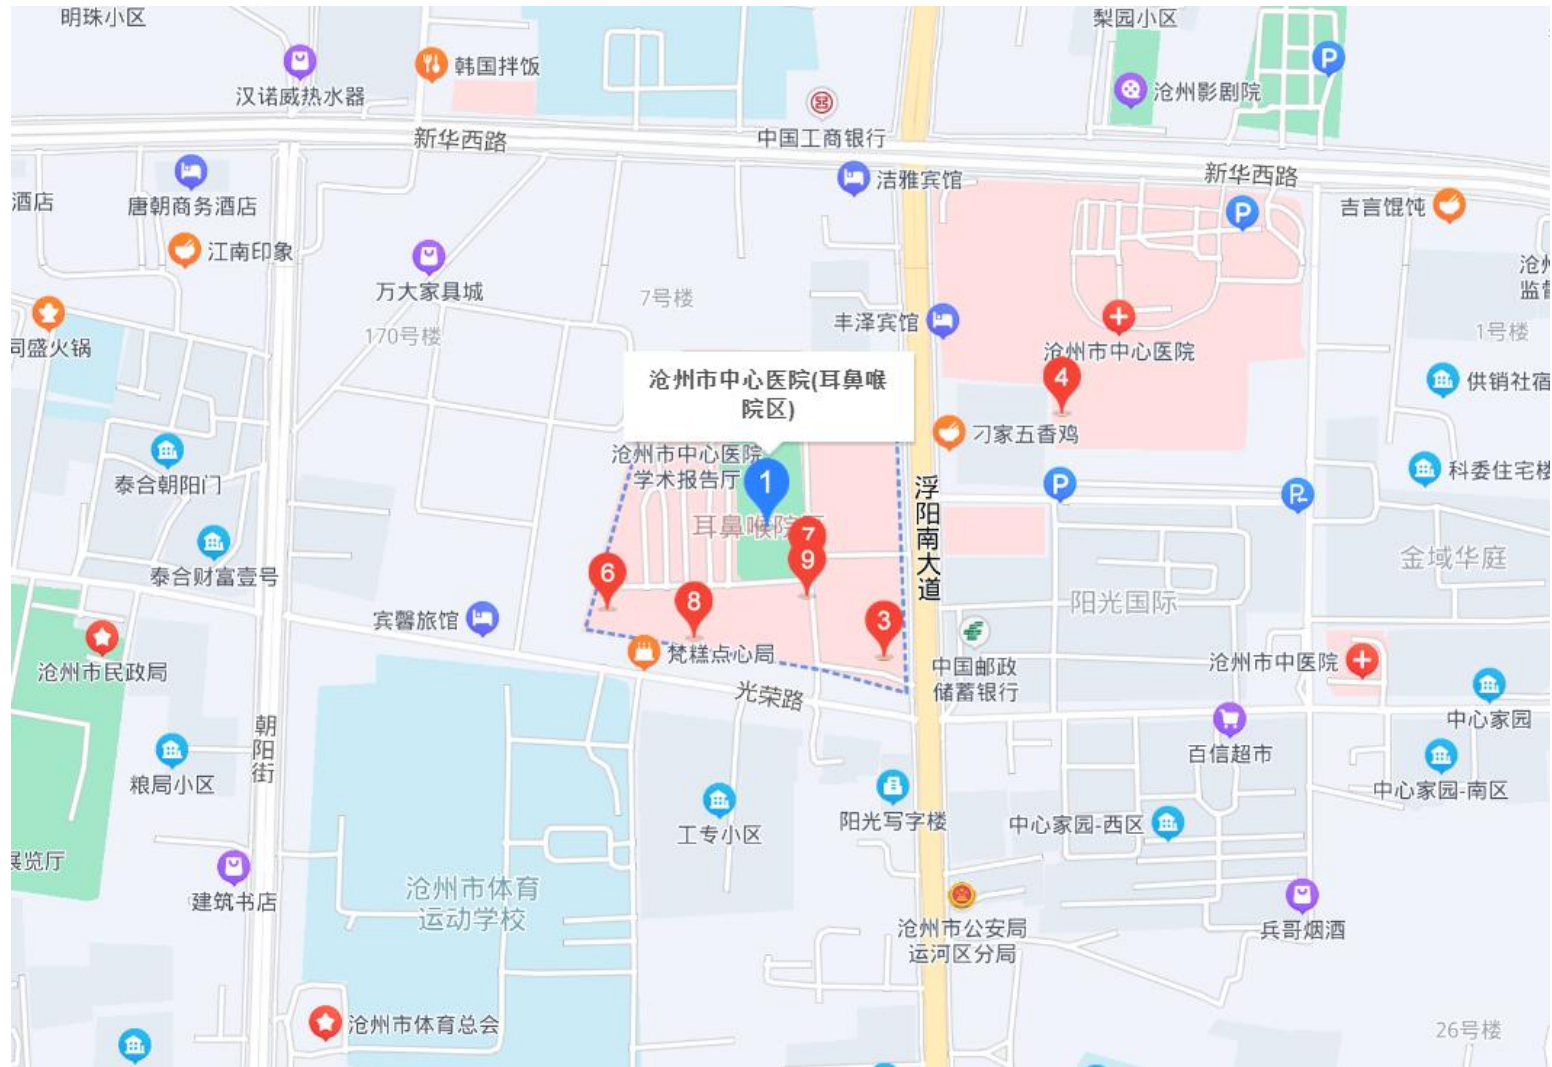 明珠小区
梨园小区
韩国拌饭
P
汉诺威热水器
沧州影剧院
新华西路
中国工商银行
新华西路
洁雅宾馆
酒店
唐朝商务酒店
P
吉言馄饨
江南印象
万大家具城
7号楼
170号楼
丰泽宾馆
1号楼
沧州市中心医院
同盛火锅
4
供销社宿
沧州市中心医院(耳鼻喉
院区)
刁家五香鸡
沧州市中心医院
学术报告厅
1
泰合朝阳门
科委住宅楼
P
P
浮阳南大道
耳鼻喉院
7
9
泰合财富壹号
金域华庭
6
8
3
阳光国际
宾馨旅馆
梵糕点心局
沧州市民政局
中国邮政
储蓄银行
沧州市中医院
光荣路
中心家园
朝阳街
百信超市
粮局小区
中心家园-南区
工专小区
阳光写字楼
中心家园-西区
展览厅
建筑书店
沧州市体育
运动学校
沧州市公安局
运河区分局
兵哥烟酒
沧州市体育总会
26号楼